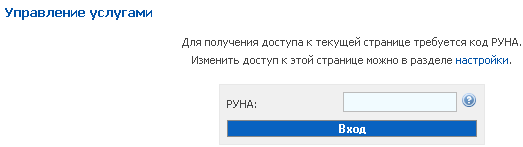 Управление услугами
Для получения доступа к текущей странице требуется код РУНА.
Изменить доступ к этой странице можно в разделе настройки.
РУНА:
?
Вход